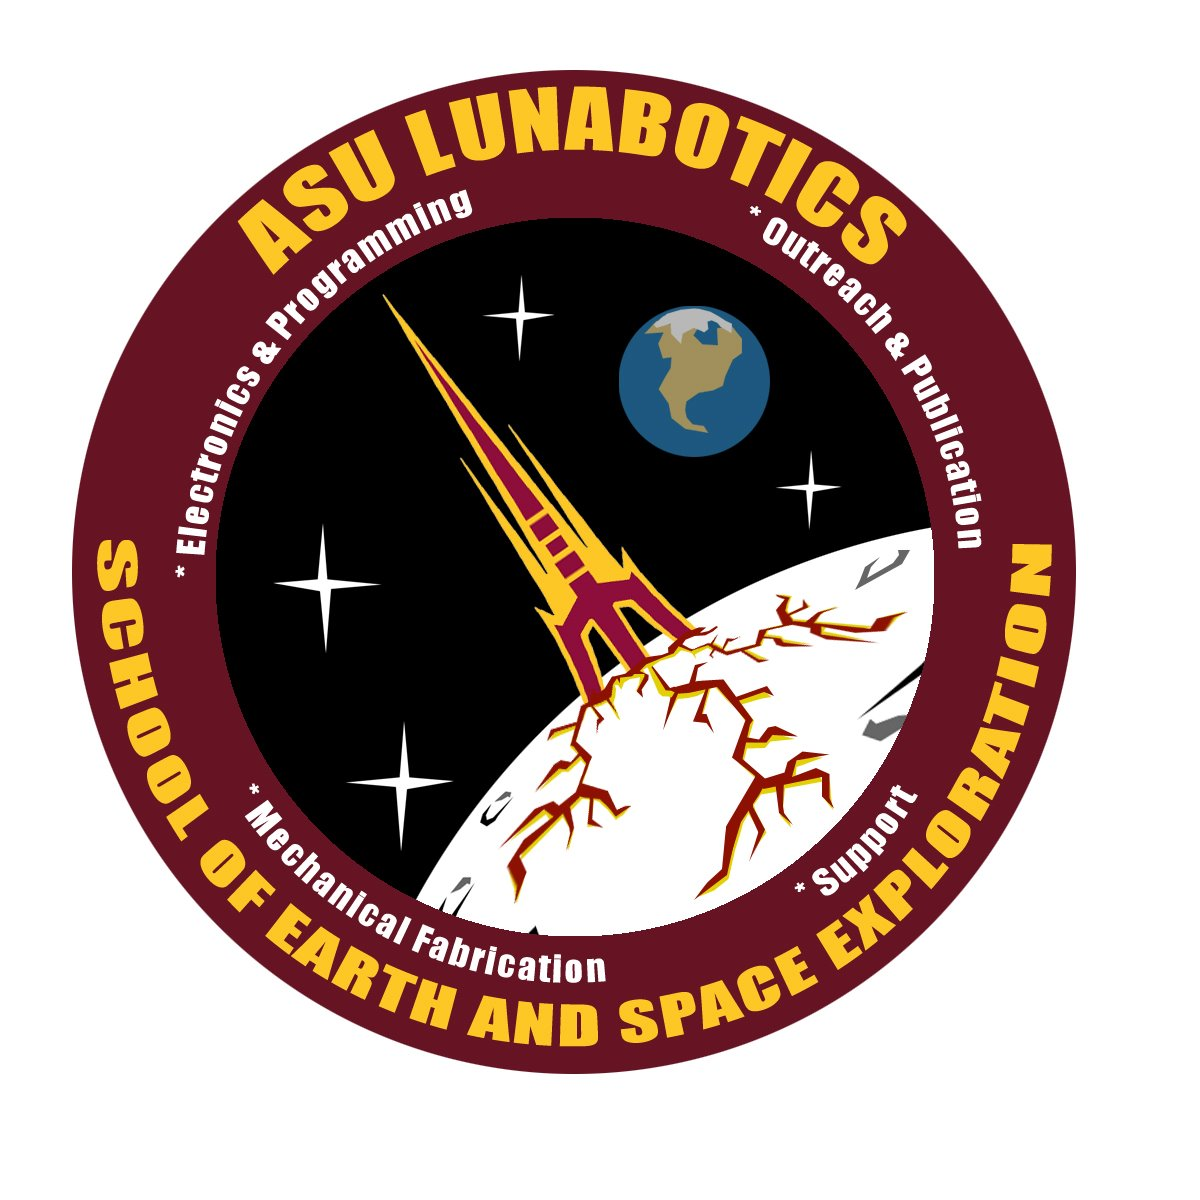 ASU LUNABOTICS
* Electronics & Programming
* Outreach & Publication
* Mechanical Fabrication
* Support
SCHOOL OF EARTH AND SPACE EXPLORATION